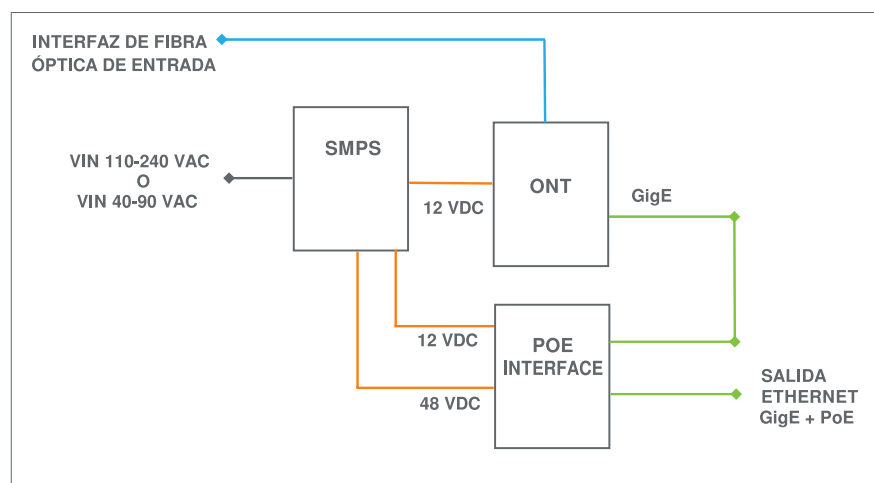 INTERFAZ DE FIBRA
ÓPTICA DE ENTRADA
SMPS
VIN 110-240 VAC
O
VIN 40-90 VAC
12 VDC
ONT
GigE
12 VDC
48 VDC
POE
INTERFACE
SALIDA
ETHERNET
GigE + PoE